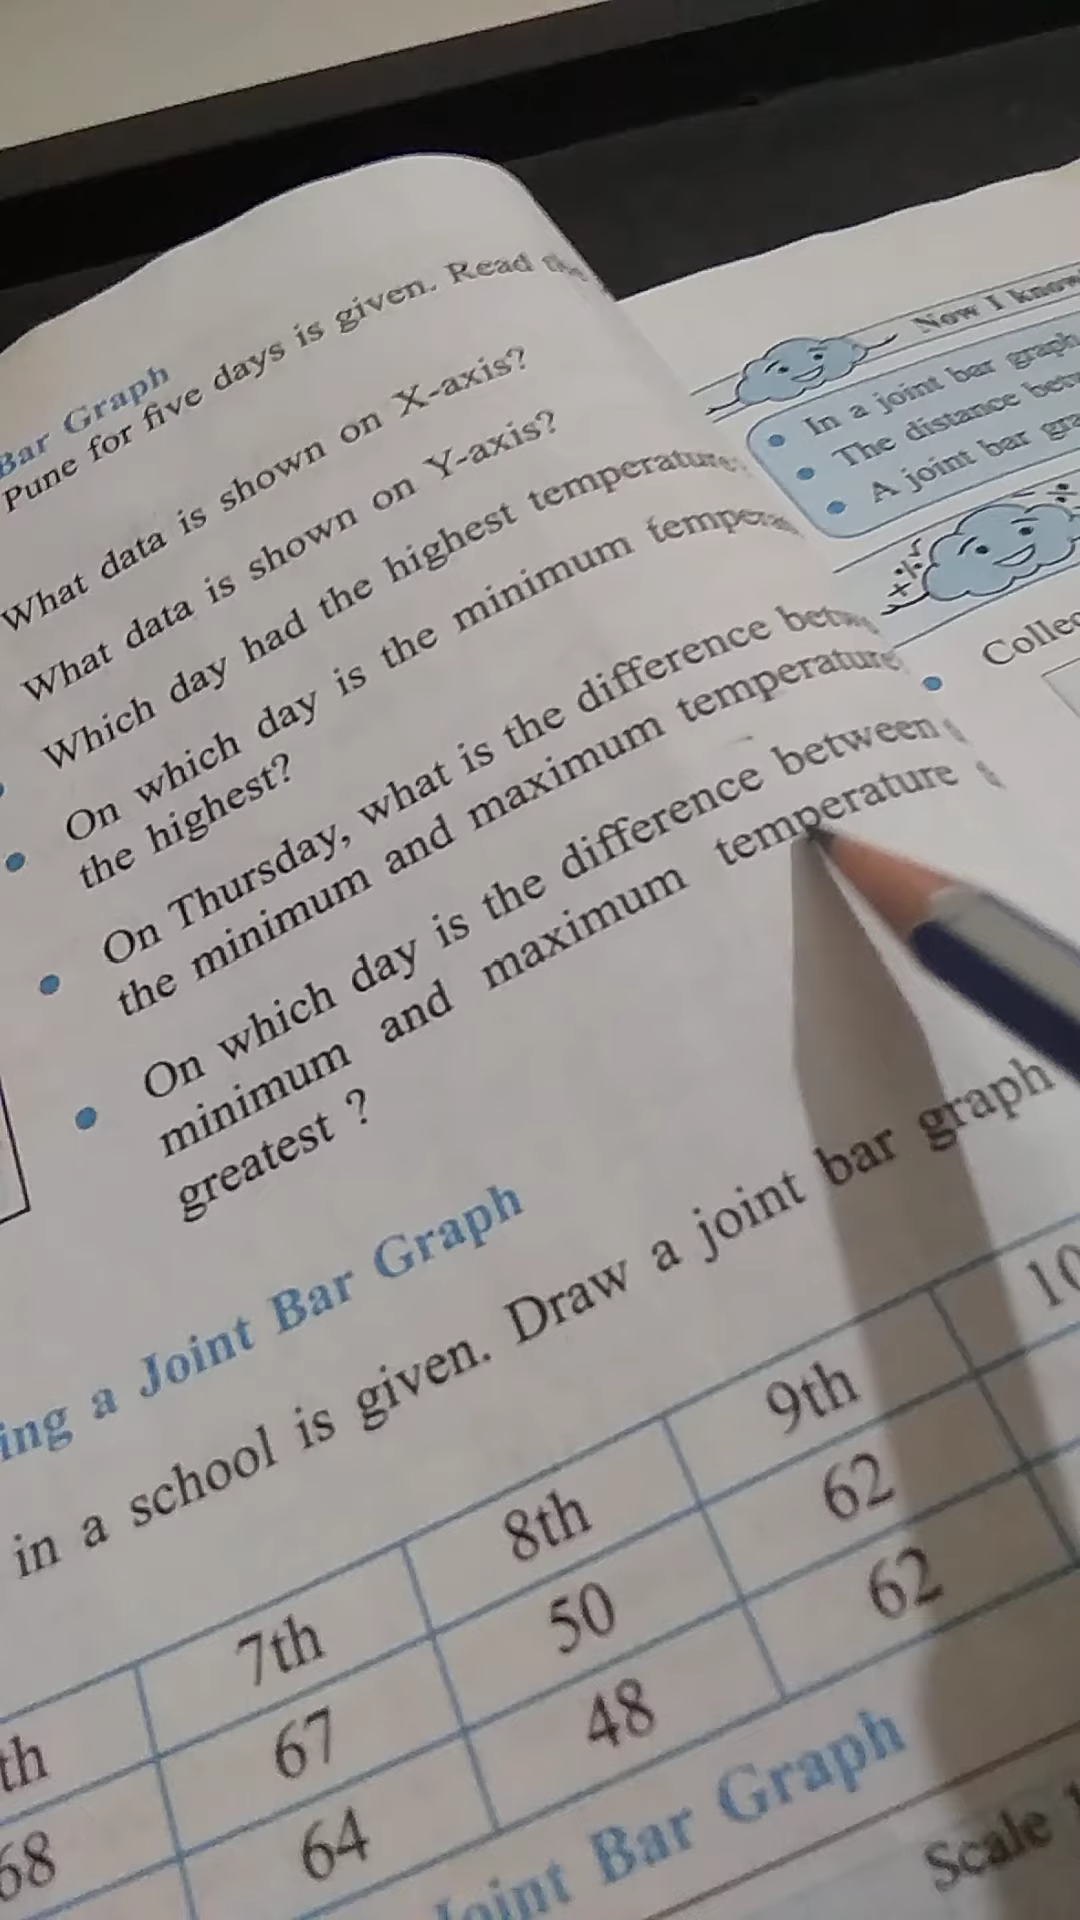 Bar Graph
Pune for five days is given. Read the
What data is shown on X-axis?
What data is shown on Y-axis?
Which day had the highest temperature
On which day is the minimum
the highest?
On Thursday, what is the difference
the minimum and maximum temperature
On which day is the difference between
minimum and maximum temperature
greatest ?
ing a Joint Bar Graph
in a school is given. Draw a joint bar graph
th 7th 8th 9th 10
68 67 50 62
64 48 62
Joint Bar Graph
Scale
Now I know
In a joint bar graph
The distance
A joint bar